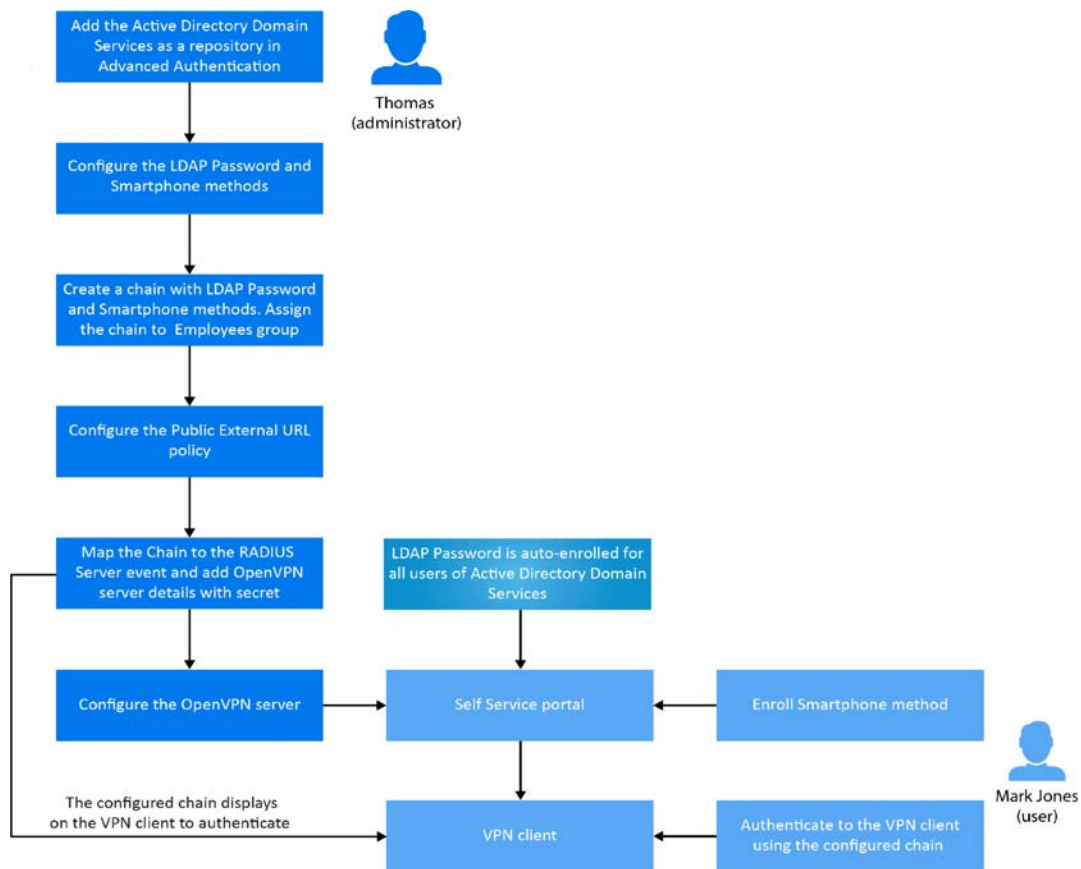 Add the Active Directory Domain
Services as a repository in
Advanced Authentication
Thomas
(administrator)
Configure the LDAP Password and
Smartphone methods
Create a chain with LDAP Password
and Smartphone methods. Assign
the chain to Employees group
Configure the Public External URL
policy
Map the Chain to the RADIUS
Server event and add OpenVPN
server details with secret
LDAP Password is auto-enrolled for
all users of Active Directory Domain
Services
Configure the OpenVPN server
Self Service portal
Enroll Smartphone method
Mark Jones
(user)
The configured chain displays
on the VPN client to authenticate
VPN client
Authenticate to the VPN client
using the configured chain